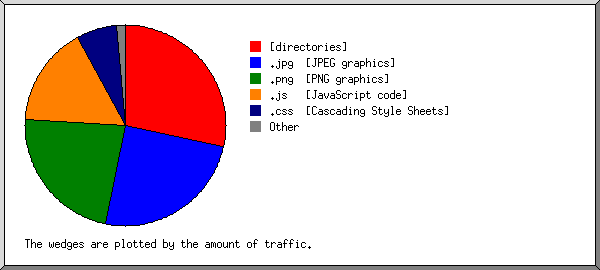 [directories]
.jpg [JPEG graphics]
.png [PNG graphics]
.js [JavaScript code]
.css [Cascading Style Sheets]
Other
The wedges are plotted by the amount of traffic.